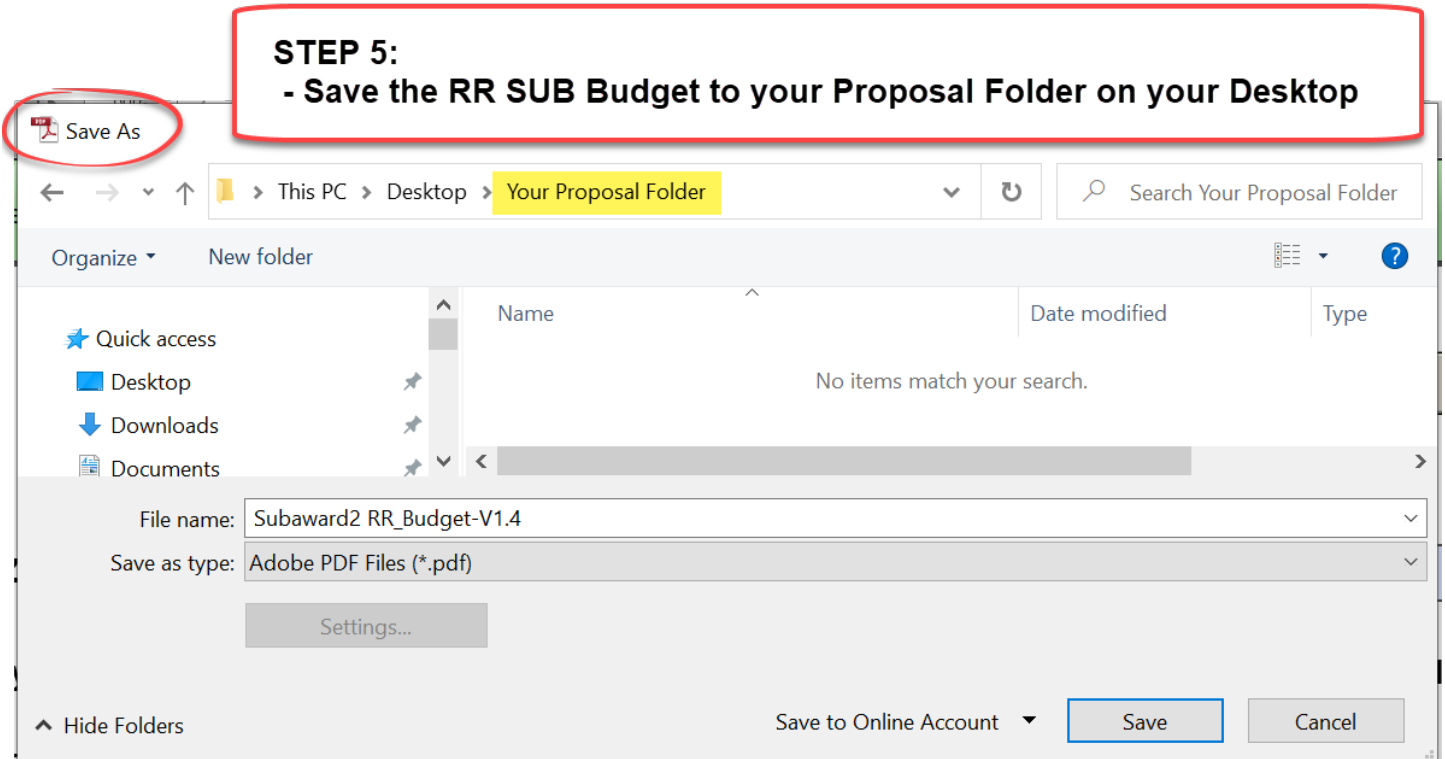 STEP 5:
- Save the RR SUB Budget to your Proposal Folder on your Desktop
PDF
Save As
This PC > Desktop > Your Proposal Folder
Search Your Proposal Folder
Organize
New folder
?
Name
Date modified
Type
Quick access
Desktop
Downloads
Documents
No items match your search.
File name: Subaward2 RR_Budget-V1.4
Save as type: Adobe PDF Files (*.pdf)
Settings...
Hide Folders
Save to Online Account
Save
Cancel